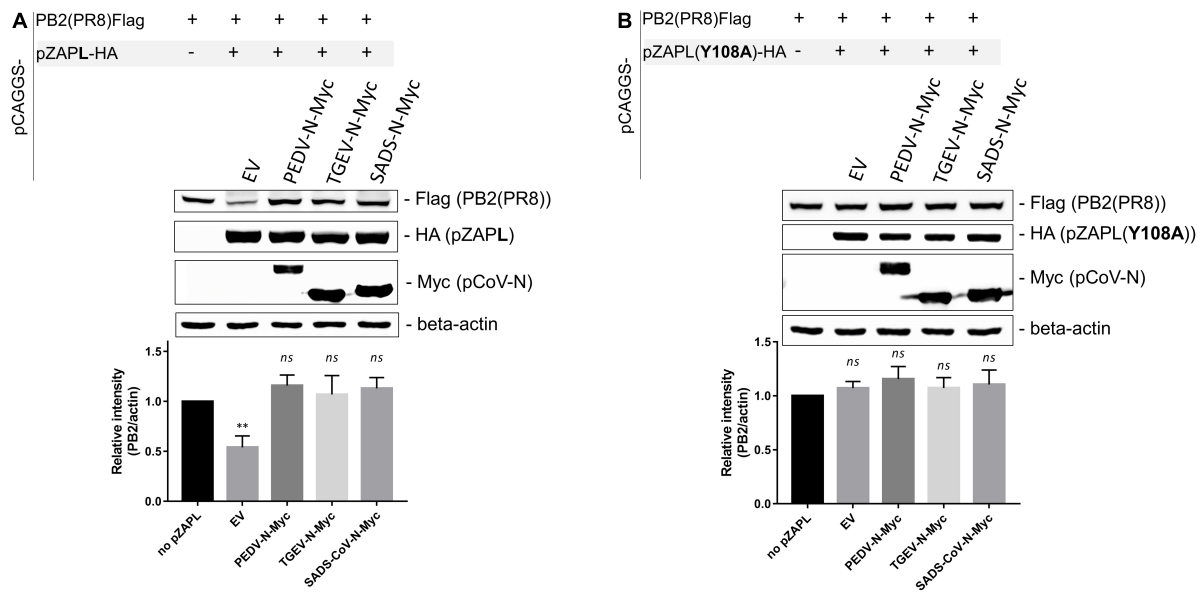 A
PB2(PR8)Flag + + + + +
pZAPL-HA - + + + +
pCAGGS-
EV
PEDV-N-Myc
TGEV-N-Myc
SADS-N-Myc
- Flag (PB2(PR8))
- HA (pZAPL)
- Myc (pCoV-N)
- beta-actin
Relative intensity
(PB2/actin)
1.5
1.0
0.5
0.0
** ns ns ns
no pZAPL
EV
PEDV-N-Myc
TGEV-N-Myc
SADS-CoV-N-Myc
B
PB2(PR8)Flag + + + + +
pZAPL(Y108A)-HA - + + + +
pCAGGS-
EV
PEDV-N-Myc
TGEV-N-Myc
SADS-N-Myc
- Flag (PB2(PR8))
- HA (pZAPL(Y108A))
- Myc (pCoV-N)
- beta-actin
Relative intensity
(PB2/actin)
1.5
1.0
0.5
0.0
ns ns ns ns
no pZAPL
EV
PEDV-N-Myc
TGEV-N-Myc
SADS-CoV-N-Myc